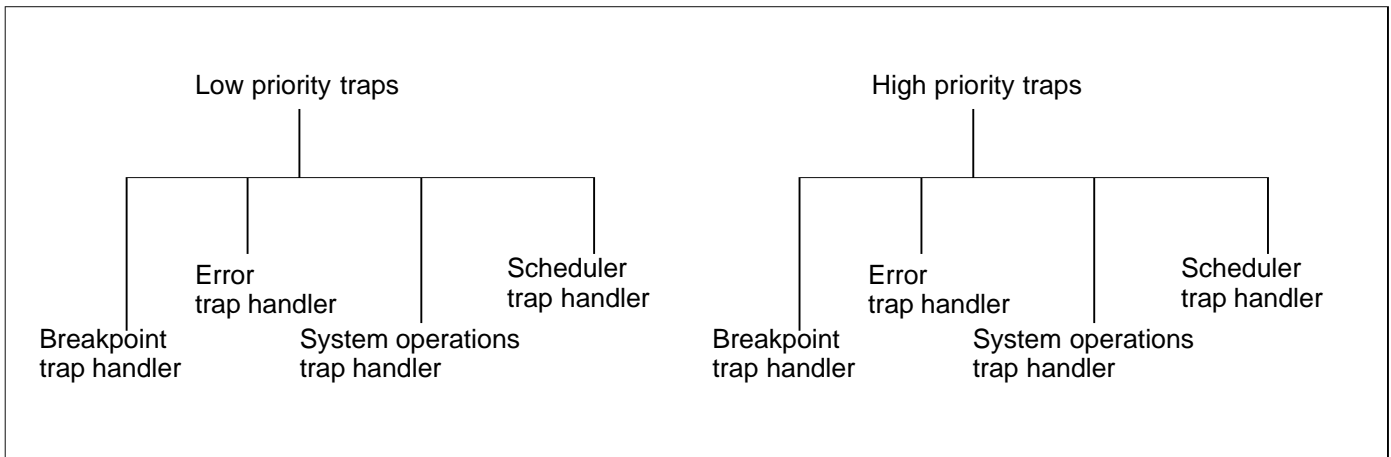 Low priority traps
Error
trap handler
Scheduler
trap handler
Breakpoint
trap handler
System operations
trap handler
High priority traps
Error
trap handler
Scheduler
trap handler
Breakpoint
trap handler
System operations
trap handler